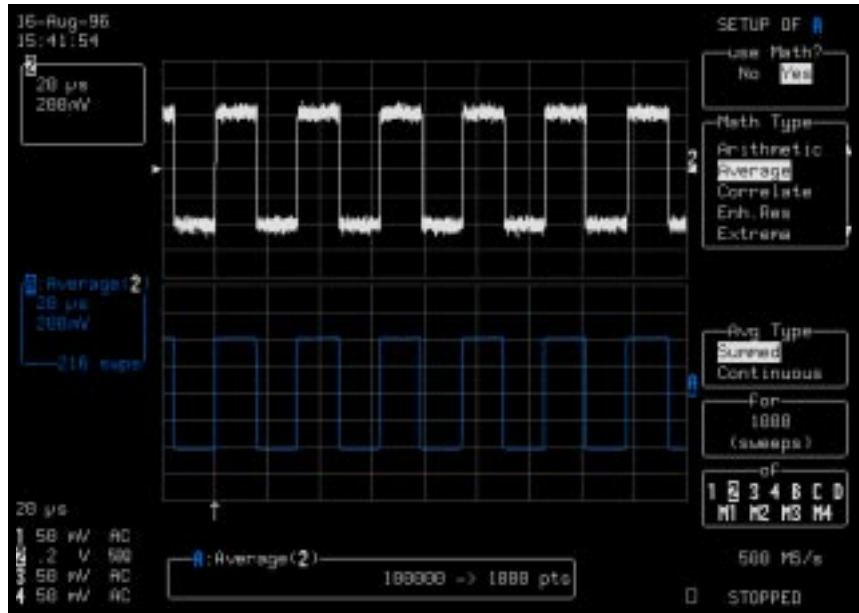 16-Aug-96
15:41:54
2
20 µs
200mV
A:Average(2)
20 µs
200mV
216 swps
20 µs
1 50 mV AC
2 .2 V 50Ω
3 50 mV AC
4 50 mV AC
2
A
A:Average(2)
100000 -> 1000 pts
SETUP OF A
use Math?
No Yes
Math Type
Arithmetic
Average
Correlate
Enh.Res
Extrema
Avg Type
Summed
Continuous
for
1000
(sweeps)
of
1 2 3 4 B C D
M1 M2 M3 M4
500 MS/s
STOPPED